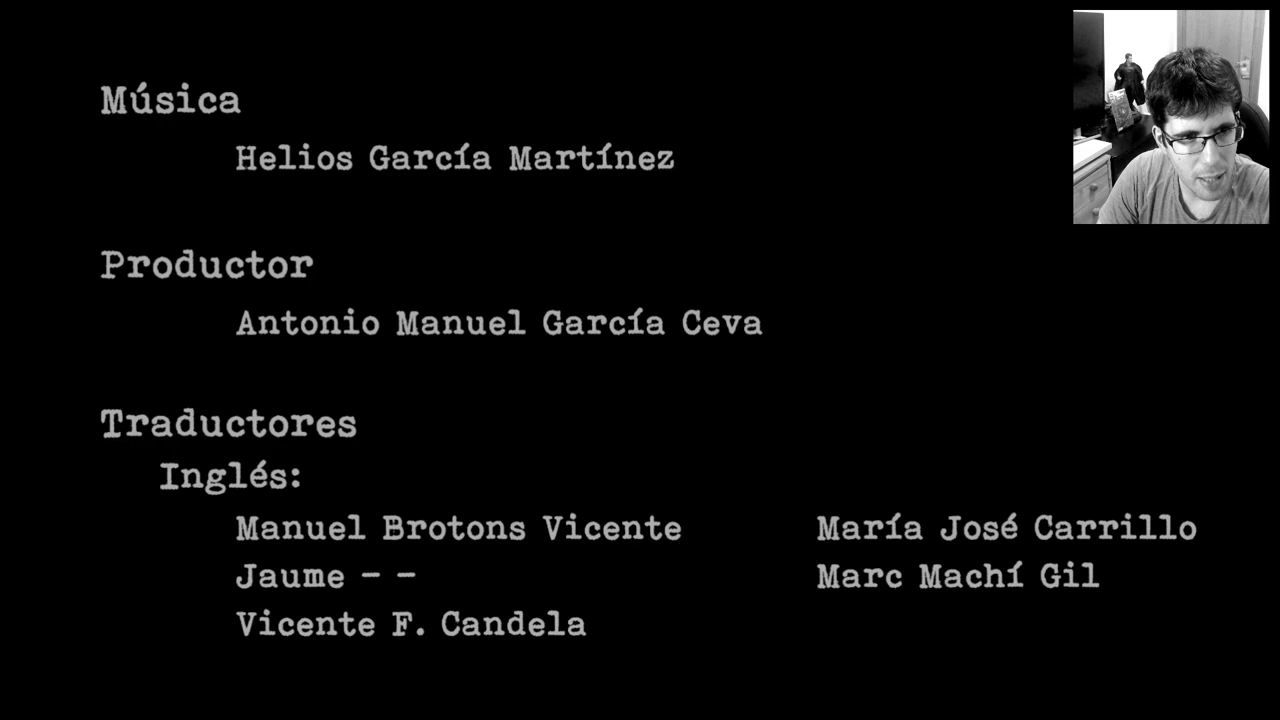 Música
Helios García Martínez
Productor
Antonio Manuel García Ceva
Traductores
Inglés:
Manuel Brotons Vicente
María José Carrillo
Jaume - -
Marc Machí Gil
Vicente F. Candela